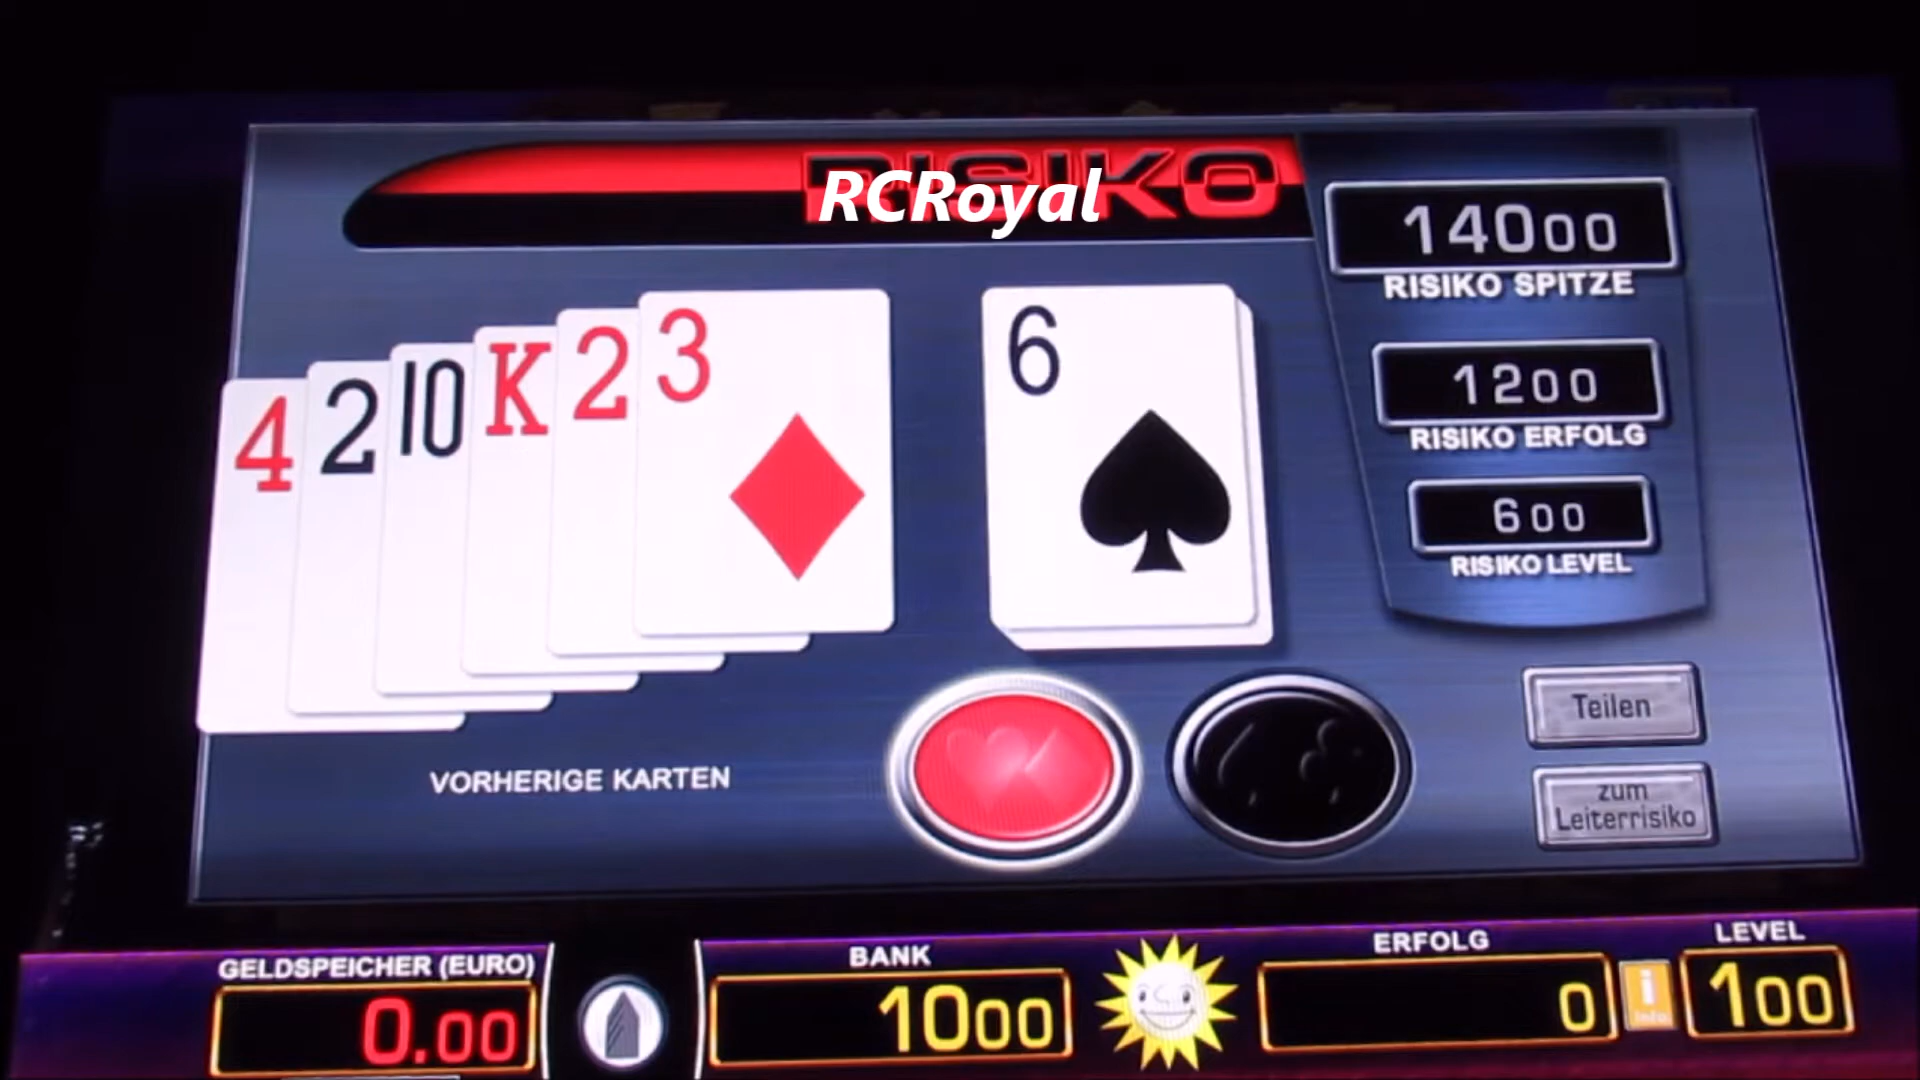 RISIKO
RCRoyal
14000
RISIKO SPITZE
1200
RISIKO ERFOLG
600
RISIKO LEVEL
4
2
10
K
2
3
6
Teilen
zum
Leiterrisiko
VORHERIGE KARTEN
GELDSPEICHER (EURO)
0.00
BANK
1000
ERFOLG
0
i
info
LEVEL
100